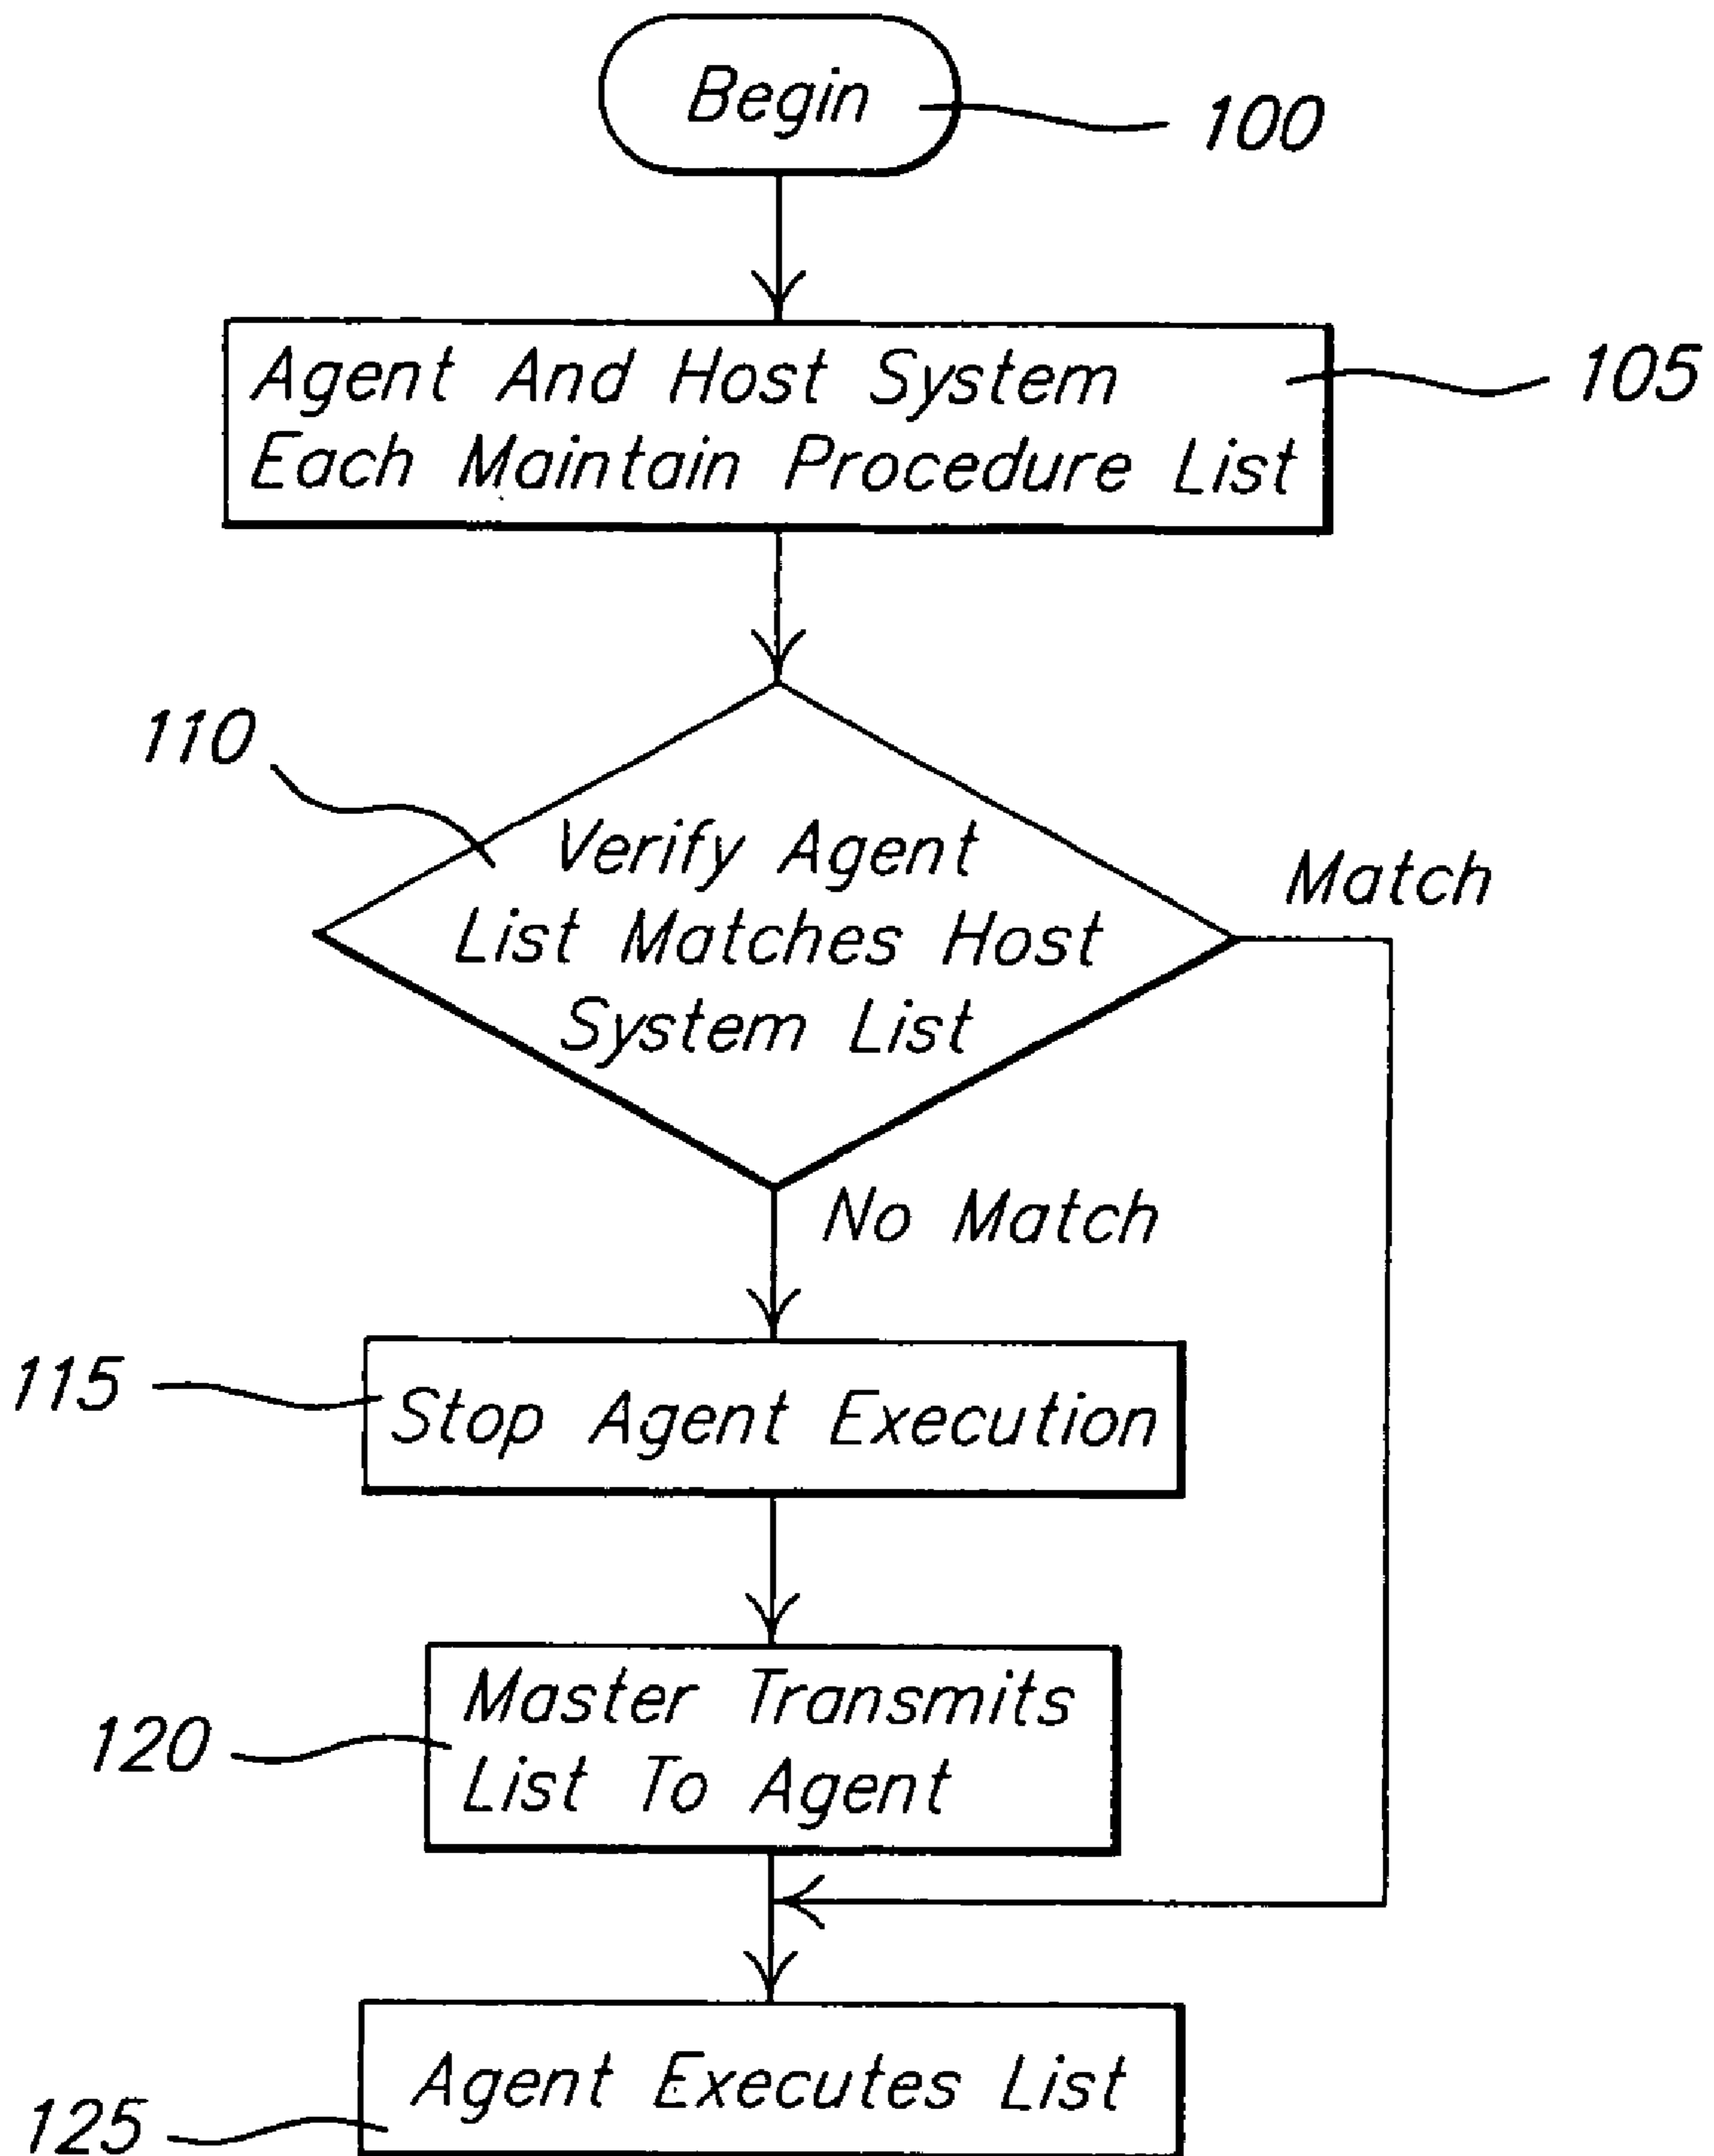 Begin
100
Agent And Host System
Each Maintain Procedure List
105
110
Verify Agent
List Matches Host
System List
Match
No Match
115
Stop Agent Execution
120
Master Transmits
List To Agent
125
Agent Executes List